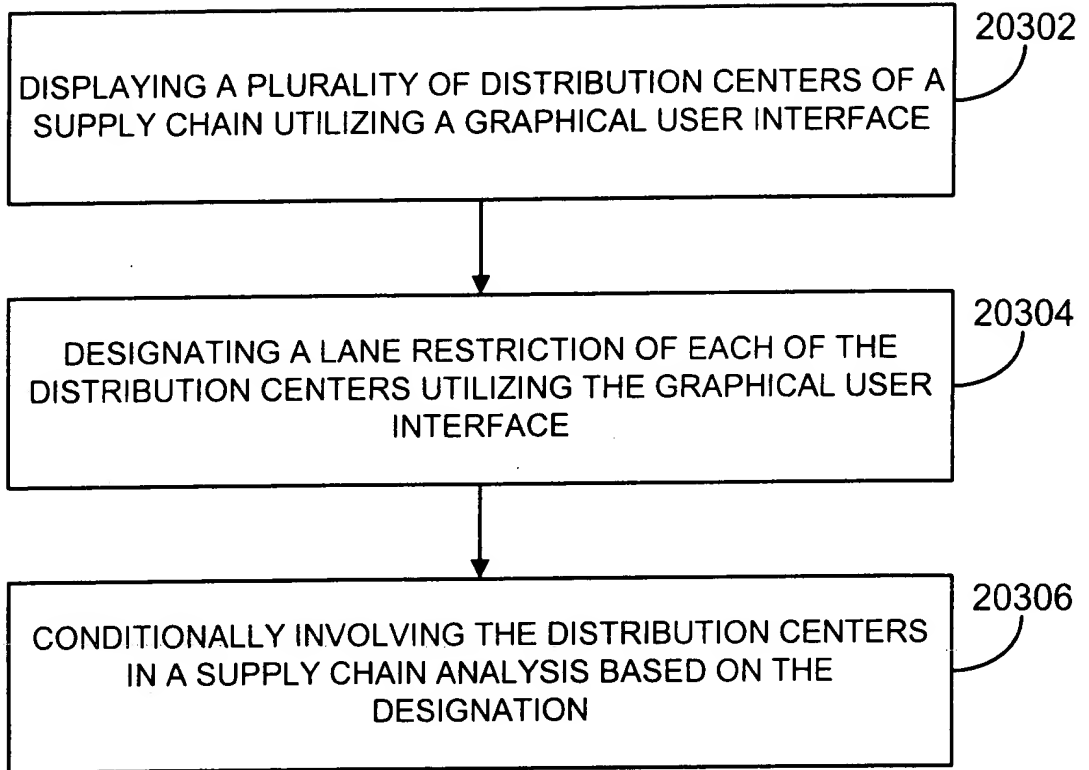 20302
DISPLAYING A PLURALITY OF DISTRIBUTION CENTERS OF A
SUPPLY CHAIN UTILIZING A GRAPHICAL USER INTERFACE
20304
DESIGNATING A LANE RESTRICTION OF EACH OF THE
DISTRIBUTION CENTERS UTILIZING THE GRAPHICAL USER
INTERFACE
20306
CONDITIONALLY INVOLVING THE DISTRIBUTION CENTERS
IN A SUPPLY CHAIN ANALYSIS BASED ON THE
DESIGNATION